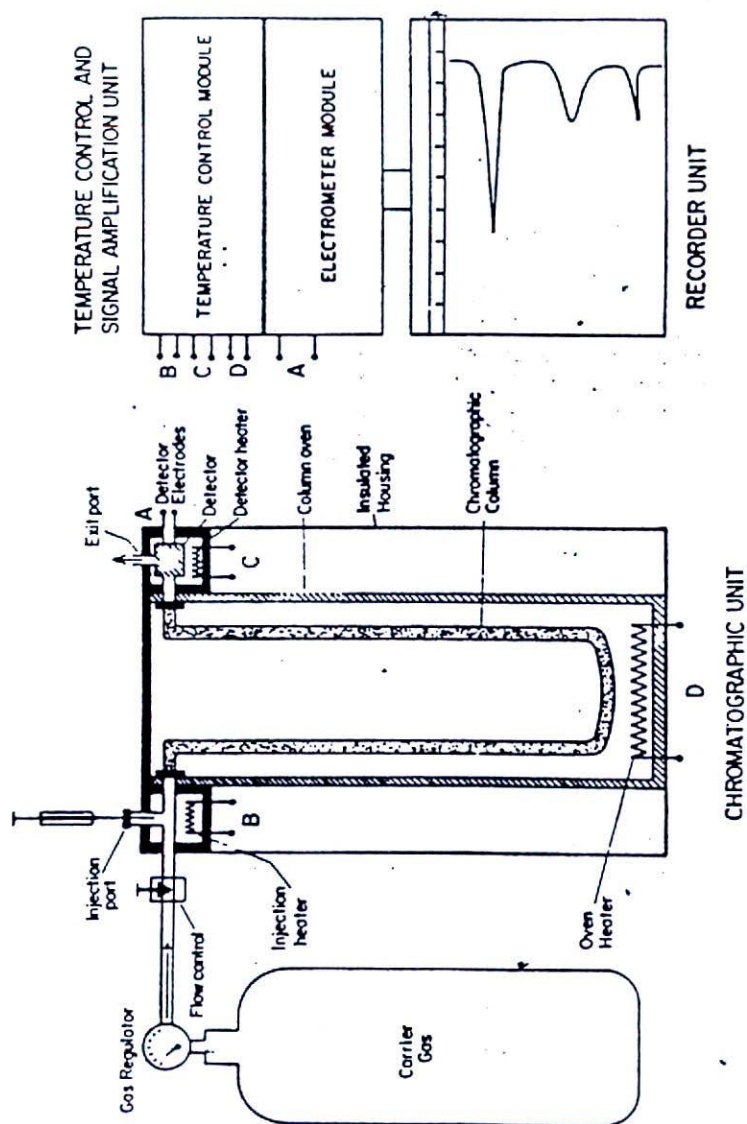 Gas Regulator
Flow control
Injection
port
Injection
heater
Carrier
Gas
Oven
Heater
B
D
C
Exit port
A
Detector
Electrodes
Detector
Detector heater
Column oven
Insulated
Housing
Chromatographic
Column
CHROMATOGRAPHIC UNIT
TEMPERATURE CONTROL AND
SIGNAL AMPLIFICATION UNIT
B
C
D
A
TEMPERATURE CONTROL MODULE
ELECTROMETER MODULE
RECORDER UNIT